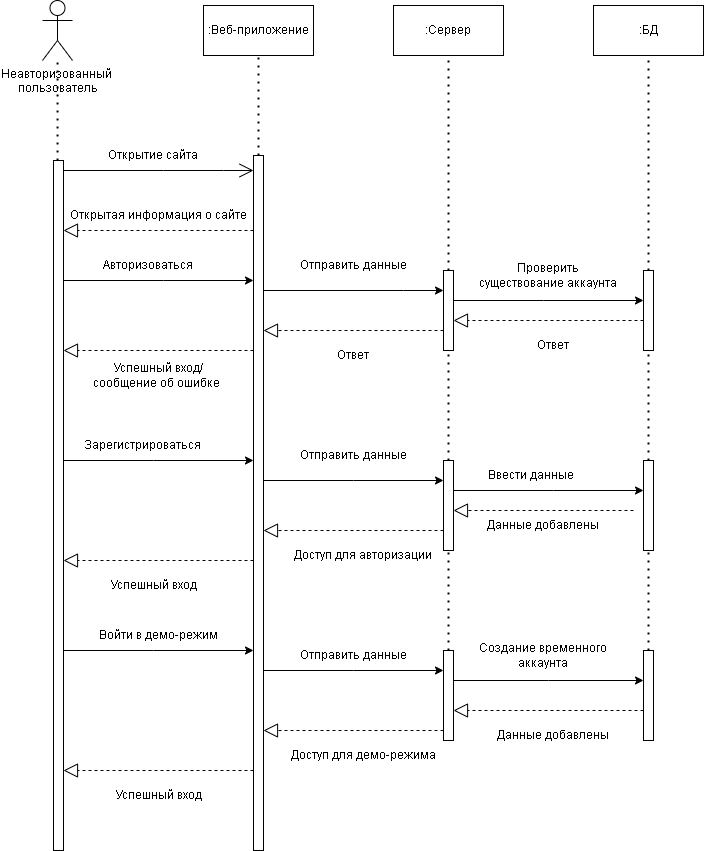 :Веб-приложение
:Сервер
:БД
Неавторизованный
пользователь
Открытие сайта
Открытая информация о сайте
Авторизоваться
Отправить данные
Проверить
существование аккаунта
Ответ
Ответ
Успешный вход/
сообщение об ошибке
Зарегистрироваться
Отправить данные
Ввести данные
Данные добавлены
Доступ для авторизации
Успешный вход
Войти в демо-режим
Отправить данные
Создание временного
аккаунта
Данные добавлены
Доступ для демо-режима
Успешный вход